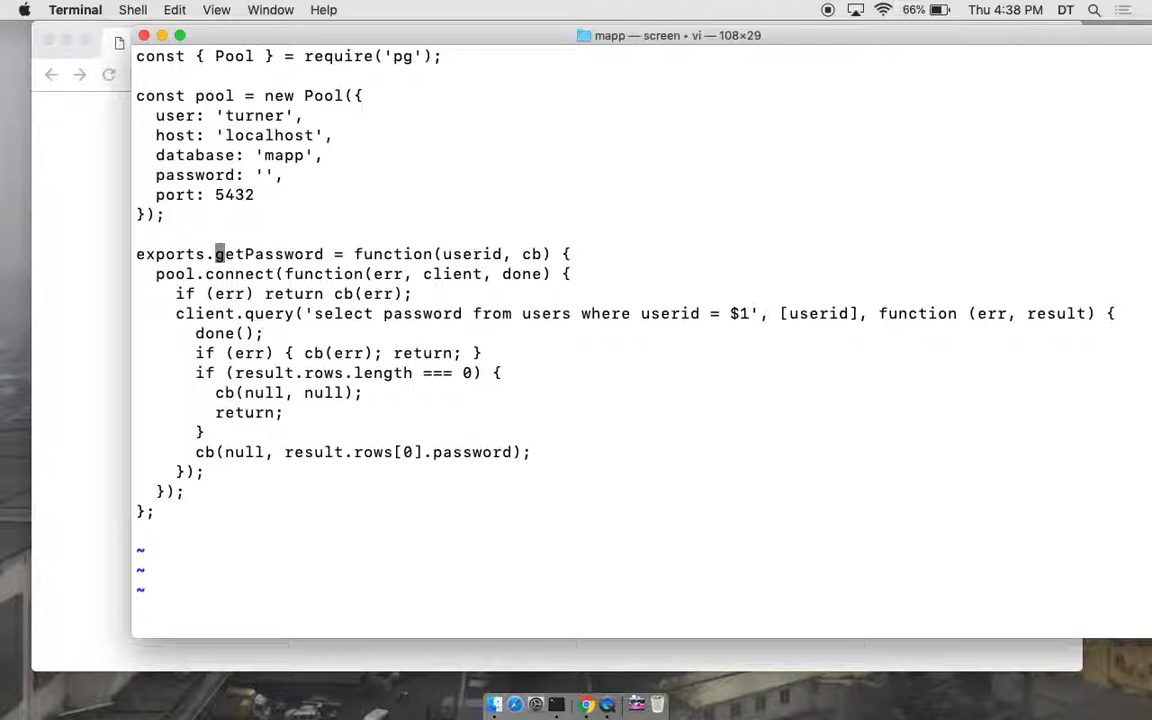 Terminal Shell Edit View Window Help 66% Thu 4:38 PM DT
mapp — screen • vi — 108×29
const { Pool } = require('pg');
const pool = new Pool({
  user: 'turner',
  host: 'localhost',
  database: 'mapp',
  password: '',
  port: 5432
});
exports.getPassword = function(userid, cb) {
  pool.connect(function(err, client, done) {
    if (err) return cb(err);
    client.query('select password from users where userid = $1', [userid], function (err, result) {
      done();
      if (err) { cb(err); return; }
      if (result.rows.length === 0) {
        cb(null, null);
        return;
      }
      cb(null, result.rows[0].password);
    });
  });
};
~
~
~